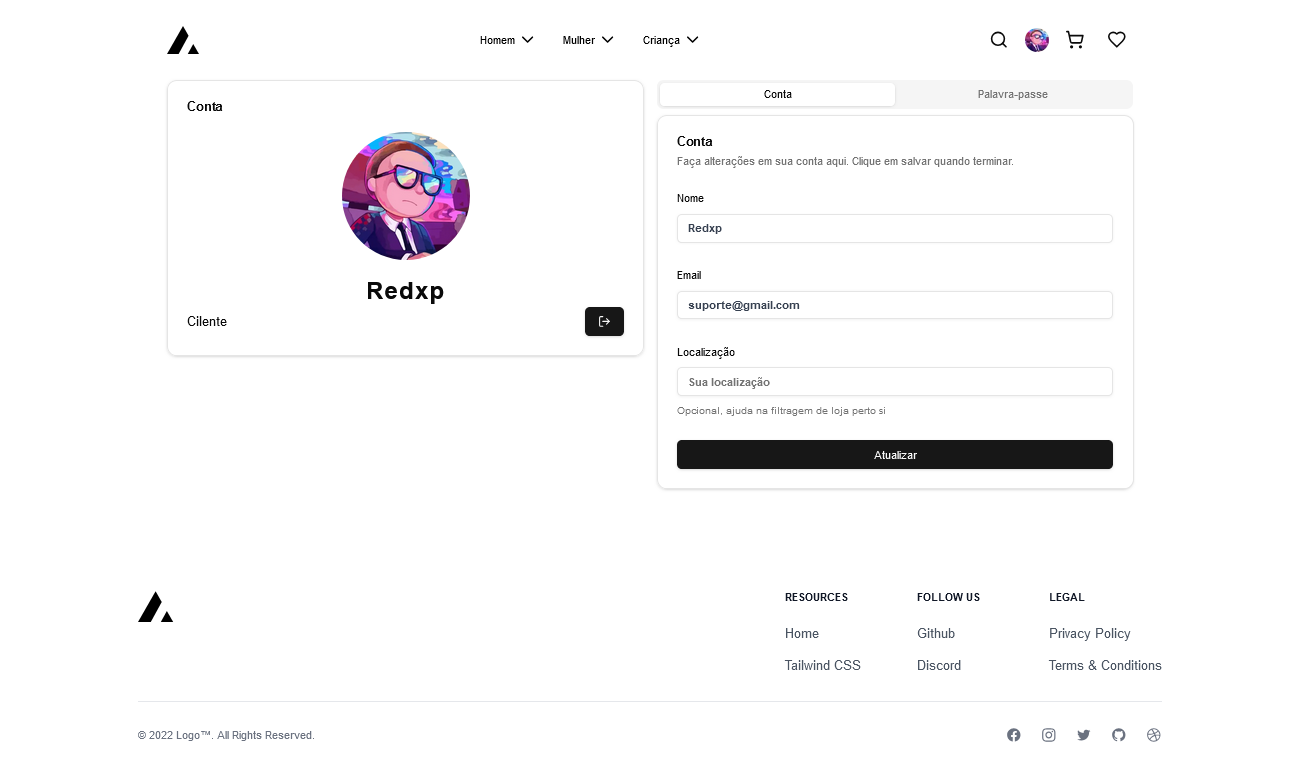 Homem Mulher Criança
Conta
Redxp
Cilente
Conta Palavra-passe
Conta
Faça alterações em sua conta aqui. Clique em salvar quando terminar.
Nome
Redxp
Email
suporte@gmail.com
Localização
Sua localização
Opcional, ajuda na filtragem de loja perto si
Atualizar
RESOURCES FOLLOW US LEGAL
Home Github Privacy Policy
Tailwind CSS Discord Terms & Conditions
© 2022 Logo™. All Rights Reserved.